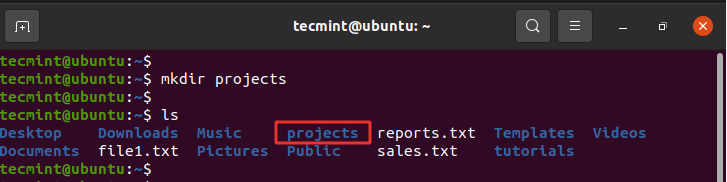 tecmint@ubuntu: ~
tecmint@ubuntu:~$
tecmint@ubuntu:~$ mkdir projects
tecmint@ubuntu:~$
tecmint@ubuntu:~$ ls
Desktop Downloads Music projects reports.txt Templates Videos
Documents file1.txt Pictures Public sales.txt tutorials
tecmint@ubuntu:~$